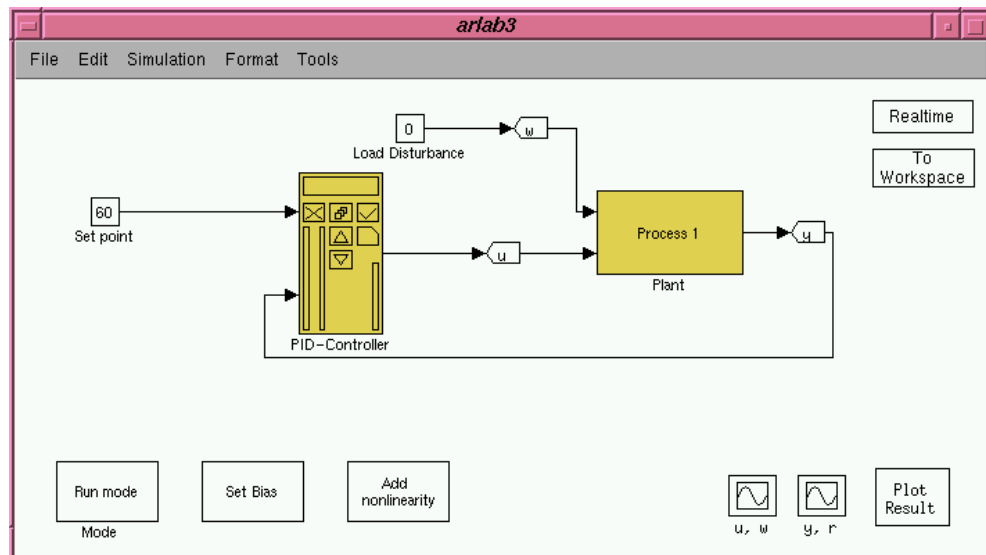 arlab3
File Edit Simulation Format Tools
Realtime
0
w
Load Disturbance
To
Workspace
60
Set point
Process 1
y
u
Plant
PID-Controller
Run mode
Mode
Set Bias
Add
nonlinearity
u, w
y, r
Plot
Result